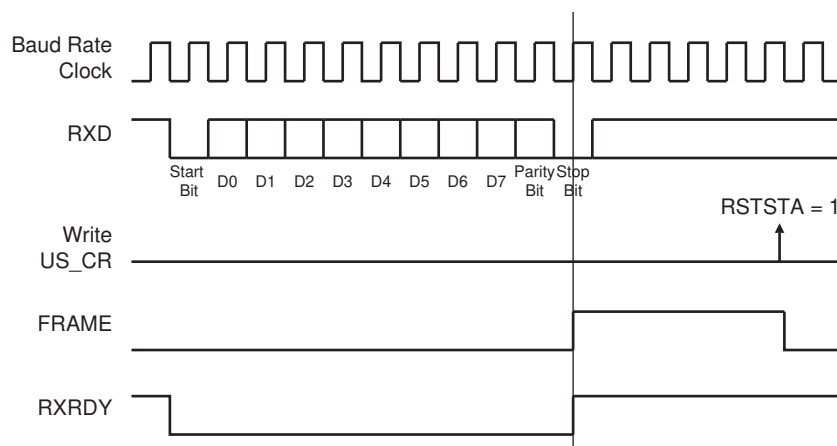 Baud Rate
Clock
RXD
Start
Bit
D0
D1
D2
D3
D4
D5
D6
D7
Parity
Bit
Stop
Bit
RSTSTA = 1
Write
US_CR
FRAME
RXRDY